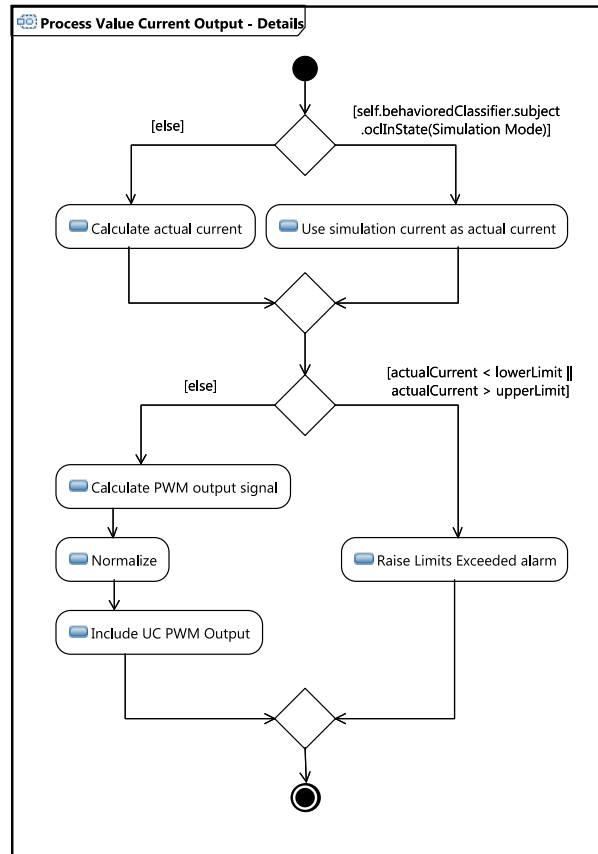 Process Value Current Output - Details
[self.behavioredClassifier.subject
.oclInState(Simulation Mode)]
[else]
Calculate actual current
Use simulation current as actual current
[actualCurrent < lowerLimit ||
actualCurrent > upperLimit]
[else]
Calculate PWM output signal
Normalize
Raise Limits Exceeded alarm
Include UC PWM Output